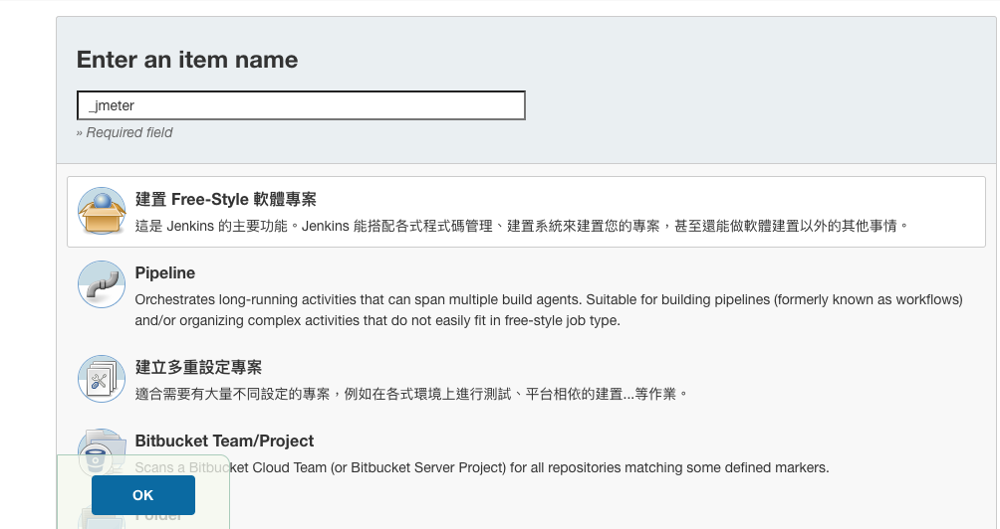 Enter an item name
_jmeter
» Required field
建置 Free-Style 軟體專案
這是 Jenkins 的主要功能。Jenkins 能搭配各式程式碼管理、建置系統來建置您的專案，甚至還能做軟體建置以外的其他事情。
Pipeline
Orchestrates long-running activities that can span multiple build agents. Suitable for building pipelines (formerly known as workflows)
and/or organizing complex activities that do not easily fit in free-style job type.
建立多重設定專案
適合需要有大量不同設定的專案，例如在各式環境上進行測試、平台相依的建置...等作業。
Bitbucket Team/Project
Scans a Bitbucket Cloud Team (or Bitbucket Server Project) for all repositories matching some defined markers.
OK
Folder